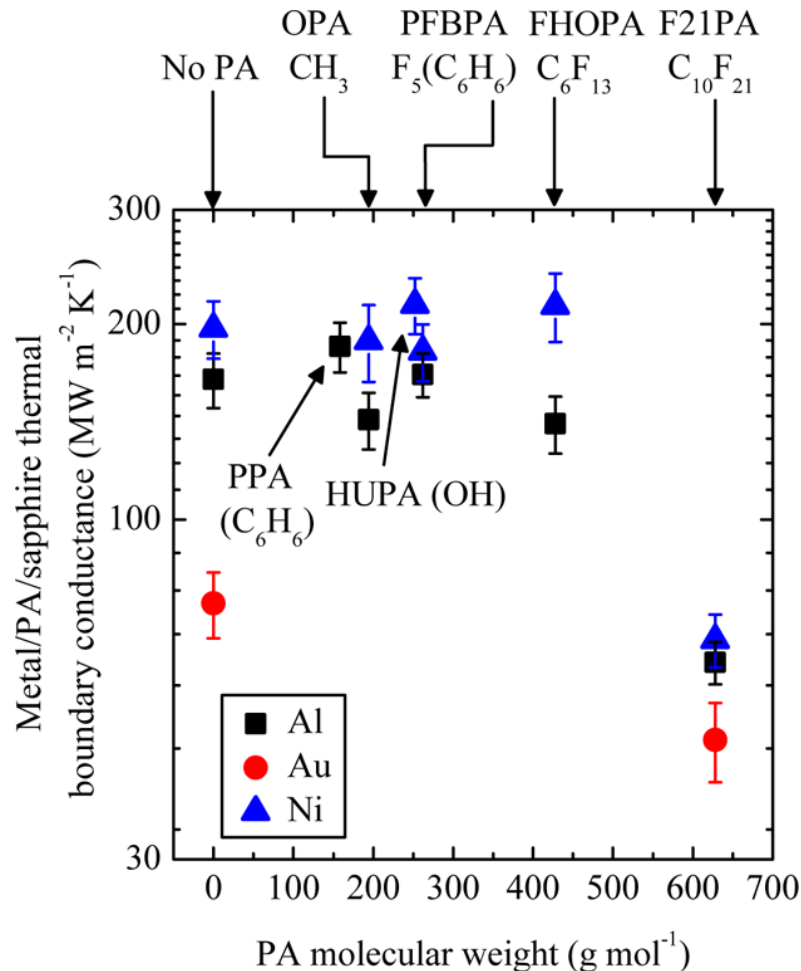 No PA
OPA
CH₃
PFBPA
F₅(C₆H₆)
FHOPA
C₆F₁₃
F21PA
C₁₀F₂₁
300
200
100
30
Metal/PA/sapphire thermal
boundary conductance (MW m⁻² K⁻¹)
PPA
(C₆H₆)
HUPA (OH)
Al
Au
Ni
0 100 200 300 400 500 600 700
PA molecular weight (g mol⁻¹)